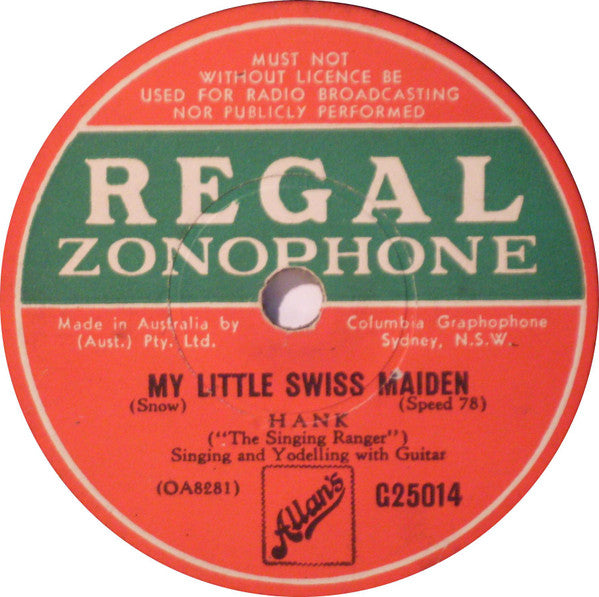 MUST NOT
WITHOUT LICENCE BE
USED FOR RADIO BROADCASTING
NOR PUBLICLY PERFORMED
REGAL
ZONOPHONE
Made in Australia by Columbia Graphophone
(Aust.) Pty. Ltd. Sydney, N.S.W.
MY LITTLE SWISS MAIDEN
(Snow) (Speed 78)
HANK
("The Singing Ranger")
Singing and Yodelling with Guitar
(OA8281) Allan's G25014